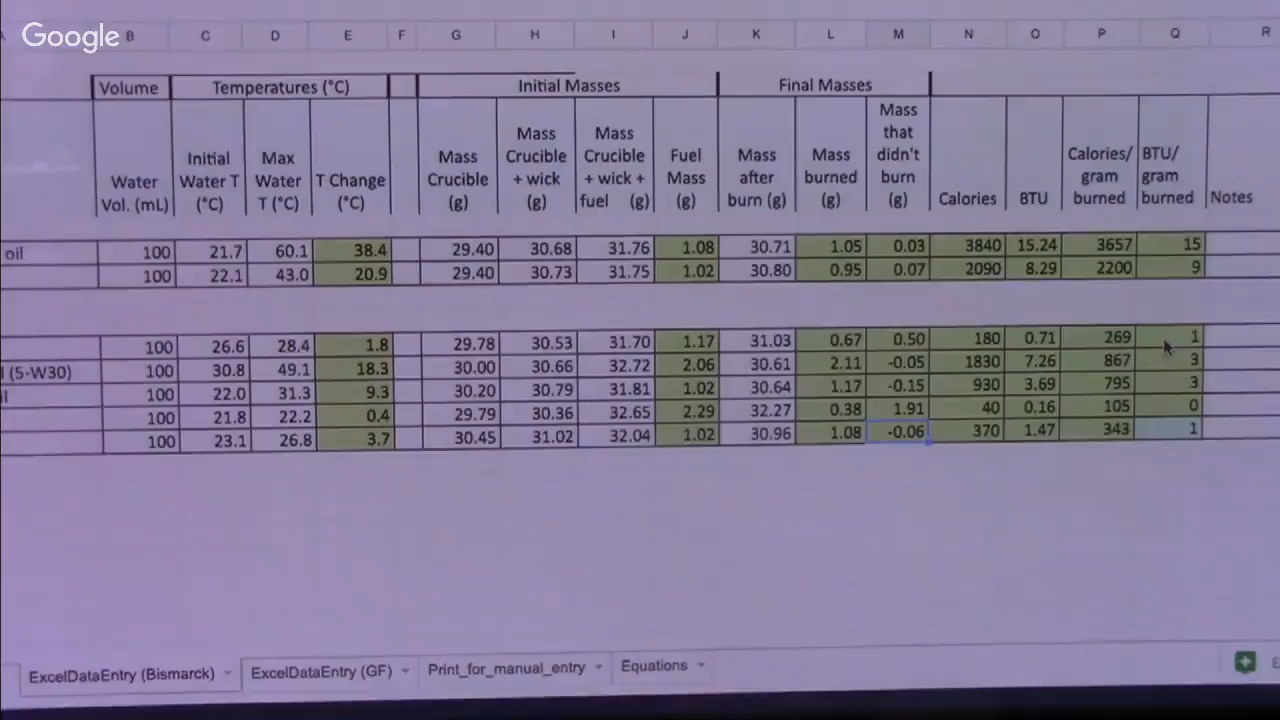 Google
A B C D E F G H I J K L M N O P Q R
Volume Temperatures (°C) Initial Masses Final Masses
Water Vol. (mL) Initial Water T (°C) Max Water T (°C) T Change (°C) Mass Crucible (g) Mass Crucible + wick (g) Mass Crucible + wick + fuel (g) Fuel Mass (g) Mass after burn (g) Mass burned (g) Mass that didn't burn (g) Calories BTU Calories/ gram burned BTU/ gram burned Notes
oil 100 21.7 60.1 38.4 29.40 30.68 31.76 1.08 30.71 1.05 0.03 3840 15.24 3657 15
100 22.1 43.0 20.9 29.40 30.73 31.75 1.02 30.80 0.95 0.07 2090 8.29 2200 9
100 26.6 28.4 1.8 29.78 30.53 31.70 1.17 31.03 0.67 0.50 180 0.71 269 1
(5-W30) 100 30.8 49.1 18.3 30.00 30.66 32.72 2.06 30.61 2.11 -0.05 1830 7.26 867 3
100 22.0 31.3 9.3 30.20 30.79 31.81 1.02 30.64 1.17 -0.15 930 3.69 795 3
100 21.8 22.2 0.4 29.79 30.36 32.65 2.29 32.27 0.38 1.91 40 0.16 105 0
100 23.1 26.8 3.7 30.45 31.02 32.04 1.02 30.96 1.08 -0.06 370 1.47 343 1
ExcelDataEntry (Bismarck) ExcelDataEntry (GF) Print_for_manual_entry Equations